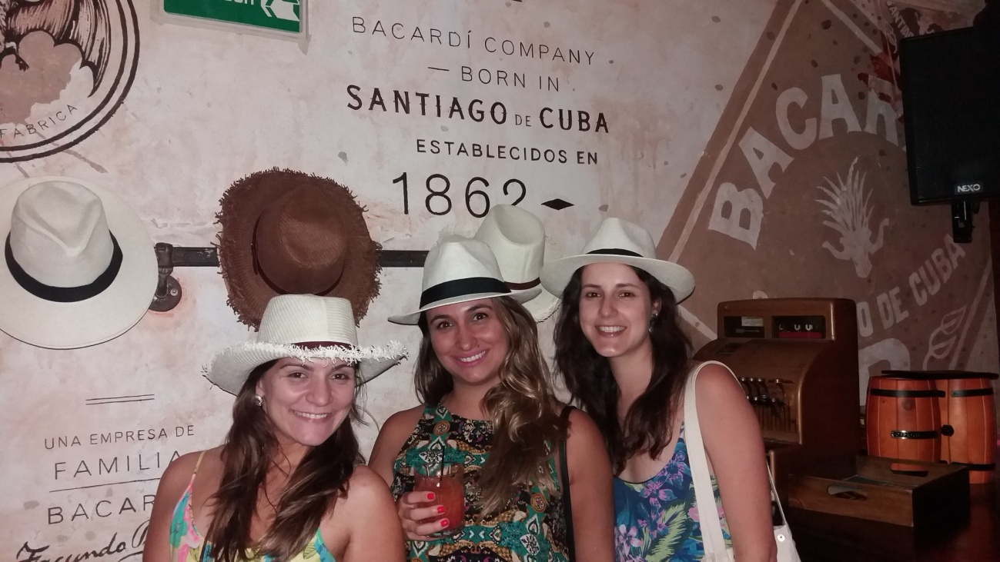 FABRICA
BACARDÍ COMPANY
— BORN IN
SANTIAGO DE CUBA
ESTABLECIDOS EN
1862
UNA EMPRESA DE
FAMILIA
BACAR
Facundo
BACAR
O DE CUBA
NEXO